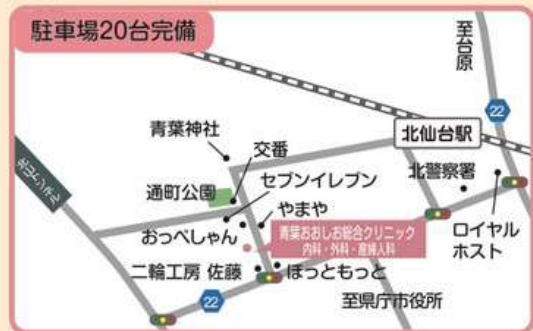 駐車場20台完備
至台原
22
北仙台駅
青葉神社
交番
北警察署
通町公園
セブンイレブン
やまや
おっぺしゃん
青葉おおしお総合クリニック
内科・外科・産婦人科
ロイヤル
ホスト
二輪工房 佐藤
ほっともっと
22
至県庁市役所